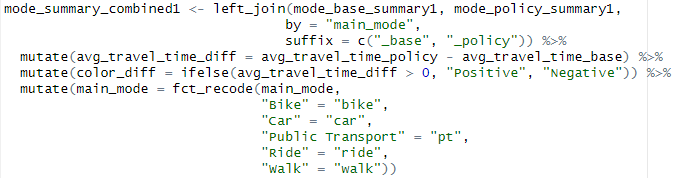 mode_summary_combined1 <- left_join(mode_base_summary1, mode_policy_summary1,
by = "main_mode",
suffix = c("_base", "_policy")) %>%
mutate(avg_travel_time_diff = avg_travel_time_policy - avg_travel_time_base) %>%
mutate(color_diff = ifelse(avg_travel_time_diff > 0, "Positive", "Negative")) %>%
mutate(main_mode = fct_recode(main_mode,
"Bike" = "bike",
"Car" = "car",
"Public Transport" = "pt",
"Ride" = "ride",
"Walk" = "walk"))